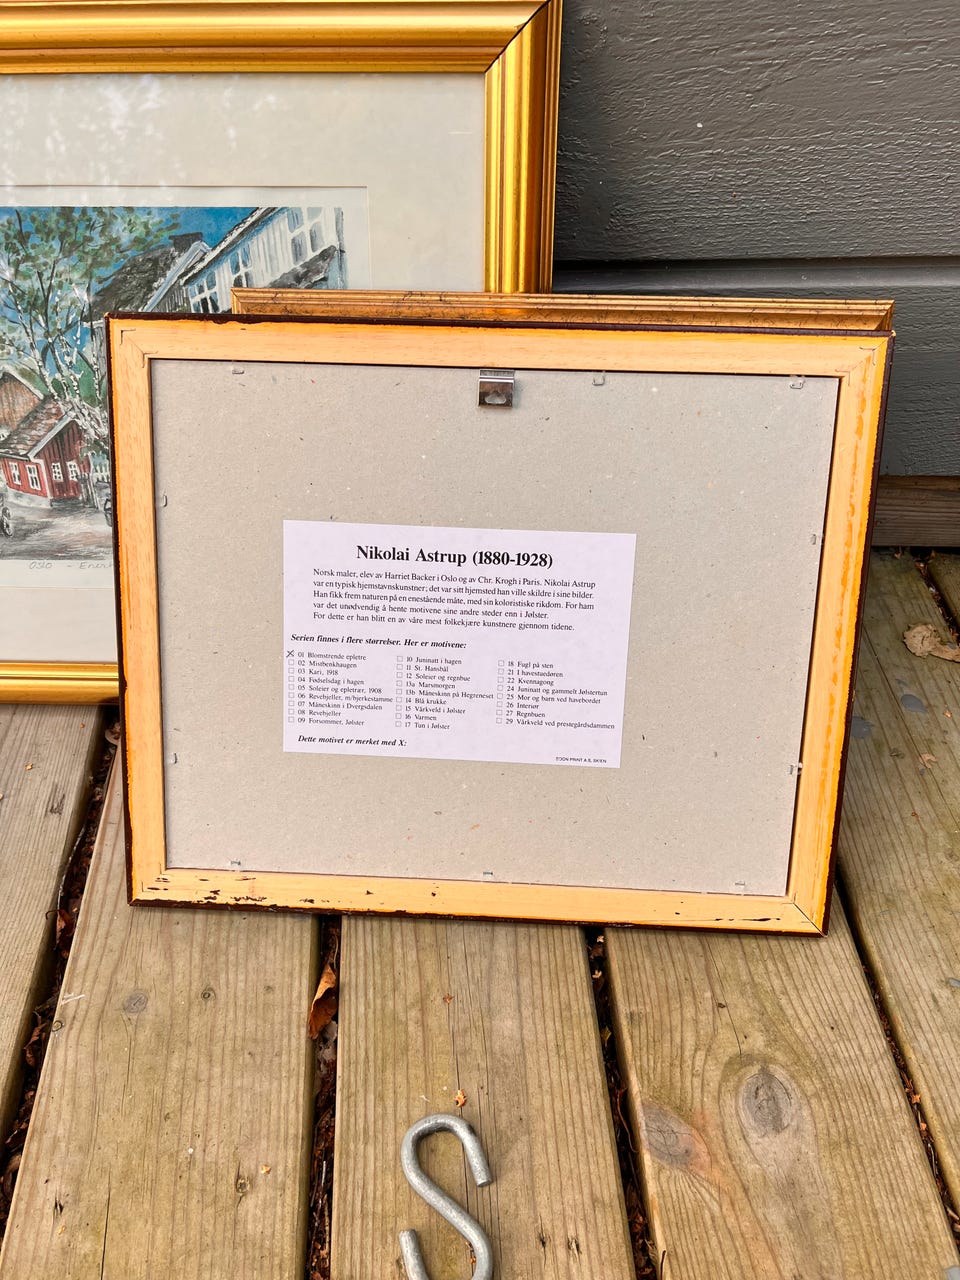 Oslo - Enerh
Nikolai Astrup (1880-1928)
Norsk maler, elev av Harriet Backer i Oslo og av Chr. Krogh i Paris. Nikolai Astrup
var en typisk hjemstavnskunstner; det var sitt hjemsted han ville skildre i sine bilder.
Han fikk frem naturen på en enestående måte, med sin koloristiske rikdom. For ham
var det unødvendig å hente motivene sine andre steder enn i Jølster.
For dette er han blitt en av våre mest folkekjære kunstnere gjennom tidene.
Serien finnes i flere størrelser. Her er motivene:
01 Blomstrende epletre
02 Mistbenkhaugen
03 Kari, 1918
04 Fødselsdag i hagen
05 Soleier og epletrær, 1908
06 Revebjeller, m/bjerkestamme
07 Måneskinn i Dvergsdalen
08 Revebjeller
09 Forsommer, Jølster
10 Juninatt i hagen
11 St. Hansbål
12 Soleier og regnbue
13a Marsmorgen
13b Måneskinn på Hegreneset
14 Blå krukke
15 Vårkveld i Jølster
16 Varmen
17 Tun i Jølster
18 Fugl på sten
21 I havestuedøren
22 Kvennagong
24 Juninatt og gammelt Jølstertun
25 Mor og barn ved havebordet
26 Interiør
27 Regnbuen
29 Vårkveld ved prestegårdsdammen
Dette motivet er merket med X:
EDDN PRINT A.S, SKIEN